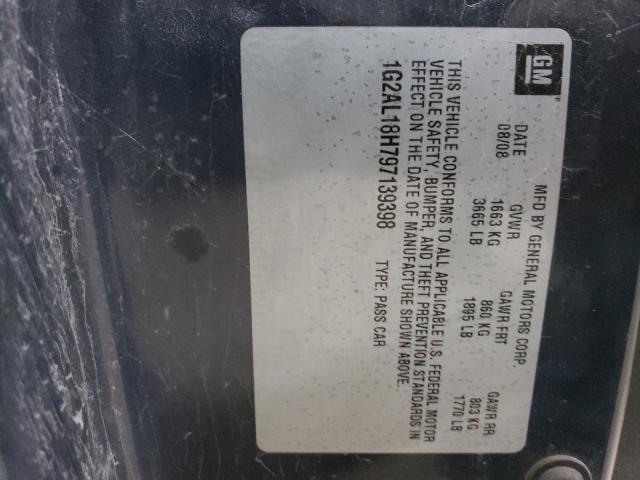 GM
MFD BY GENERAL MOTORS CORP.
DATE GVWR GAWR FRT GAWR RR
08/08 1663 KG 860 KG 803 KG
3665 LB 1895 LB 1770 LB
THIS VEHICLE CONFORMS TO ALL APPLICABLE U.S. FEDERAL MOTOR
VEHICLE SAFETY, BUMPER, AND THEFT PREVENTION STANDARDS IN
EFFECT ON THE DATE OF MANUFACTURE SHOWN ABOVE.
1G2AL18H797139398 TYPE: PASS CAR